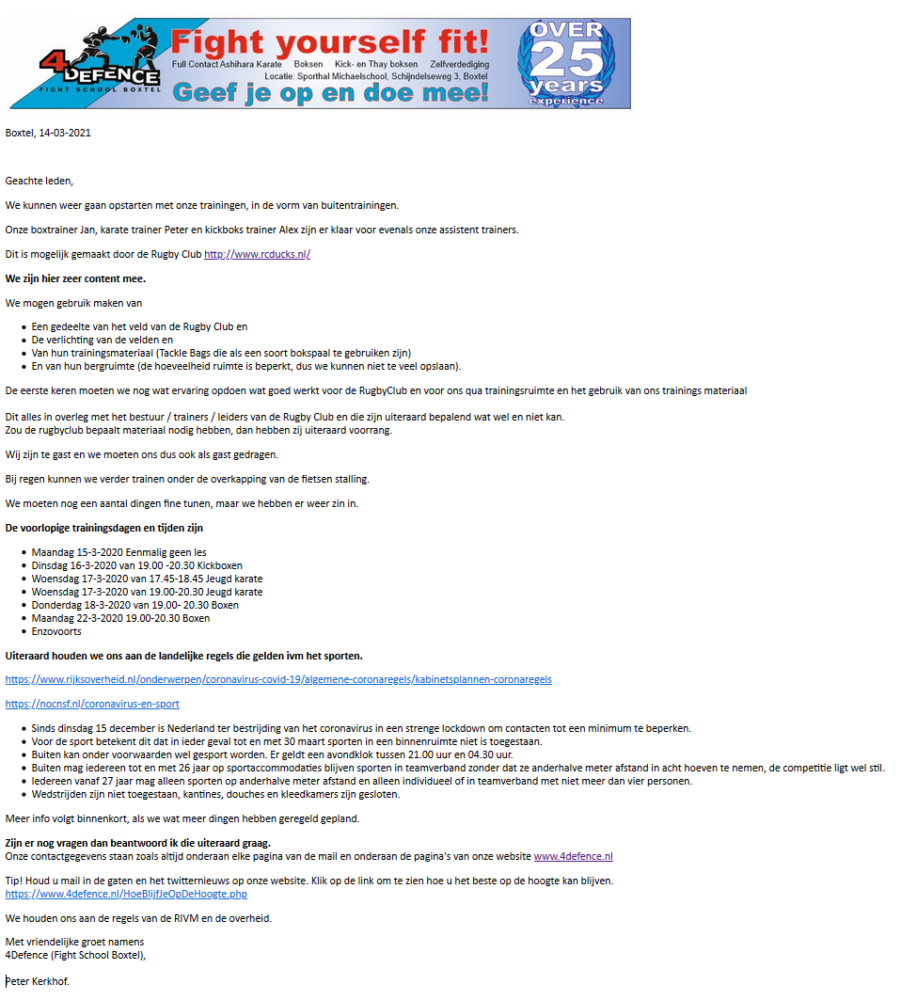 4
DEFENCE
FIGHT SCHOOL BOXTEL
Fight yourself fit!
Full Contact Ashihara Karate Boksen Kick- en Thay boksen Zelfverdediging
Locatie: Sporthal Michaelschool, Schijndelseweg 3, Boxtel
Geef je op en doe mee!
OVER
25
years
experience
Boxtel, 14-03-2021
Geachte leden,
We kunnen weer gaan opstarten met onze trainingen, in de vorm van buitentrainingen.
Onze boxtrainer Jan, karate trainer Peter en kickboks trainer Alex zijn er klaar voor evenals onze assistent trainers.
Dit is mogelijk gemaakt door de Rugby Club http://www.rcducks.nl/
We zijn hier zeer content mee.
We mogen gebruik maken van
• Een gedeelte van het veld van de Rugby Club en
• De verlichting van de velden en
• Van hun trainingsmateriaal (Tackle Bags die als een soort bokspaal te gebruiken zijn)
• En van hun bergruimte (de hoeveelheid ruimte is beperkt, dus we kunnen niet te veel opslaan).
De eerste keren moeten we nog wat ervaring opdoen wat goed werkt voor de RugbyClub en voor ons qua trainingsruimte en het gebruik van ons trainings materiaal
Dit alles in overleg met het bestuur / trainers / leiders van de Rugby Club en die zijn uiteraard bepalend wat wel en niet kan.
Zou de rugbyclub bepaalt materiaal nodig hebben, dan hebben zij uiteraard voorrang.
Wij zijn te gast en we moeten ons dus ook als gast gedragen.
Bij regen kunnen we verder trainen onder de overkapping van de fietsen stalling.
We moeten nog een aantal dingen fine tunen, maar we hebben er weer zin in.
De voorlopige trainingsdagen en tijden zijn
• Maandag 15-3-2020 Eenmalig geen les
• Dinsdag 16-3-2020 van 19.00 -20.30 Kickboxen
• Woensdag 17-3-2020 van 17.45-18.45 Jeugd karate
• Woensdag 17-3-2020 van 19.00-20.30 Jeugd karate
• Donderdag 18-3-2020 van 19.00- 20.30 Boxen
• Maandag 22-3-2020 19.00-20.30 Boxen
• Enzovoorts
Uiteraard houden we ons aan de landelijke regels die gelden ivm het sporten.
https://www.rijksoverheid.nl/onderwerpen/coronavirus-covid-19/algemene-coronaregels/kabinetsplannen-coronaregels
https://nocnsf.nl/coronavirus-en-sport
• Sinds dinsdag 15 december is Nederland ter bestrijding van het coronavirus in een strenge lockdown om contacten tot een minimum te beperken.
• Voor de sport betekent dit dat in ieder geval tot en met 30 maart sporten in een binnenruimte niet is toegestaan.
• Buiten kan onder voorwaarden wel gesport worden. Er geldt een avondklok tussen 21.00 uur en 04.30 uur.
• Buiten mag iedereen tot en met 26 jaar op sportaccommodaties blijven sporten in teamverband zonder dat ze anderhalve meter afstand in acht hoeven te nemen, de competitie ligt wel stil.
• Iedereen vanaf 27 jaar mag alleen sporten op anderhalve meter afstand en alleen individueel of in teamverband met niet meer dan vier personen.
• Wedstrijden zijn niet toegestaan, kantines, douches en kleedkamers zijn gesloten.
Meer info volgt binnenkort, als we wat meer dingen hebben geregeld gepland.
Zijn er nog vragen dan beantwoord ik die uiteraard graag.
Onze contactgegevens staan zoals altijd onderaan elke pagina van de mail en onderaan de pagina's van onze website www.4defence.nl
Tip! Houd u mail in de gaten en het twitternieuws op onze website. Klik op de link om te zien hoe u het beste op de hoogte kan blijven.
https://www.4defence.nl/HoeBlijfJeOpDeHoogte.php
We houden ons aan de regels van de RIVM en de overheid.
Met vriendelijke groet namens
4Defence (Fight School Boxtel),
Peter Kerkhof.